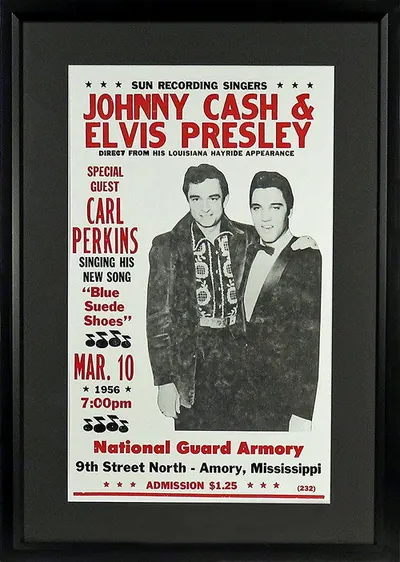 ★ ★ ★ SUN RECORDING SINGERS ★ ★ ★
JOHNNY CASH &
ELVIS PRESLEY
DIRECT FROM HIS LOUISIANA HAYRIDE APPEARANCE
SPECIAL
GUEST
CARL
PERKINS
SINGING HIS
NEW SONG
"Blue
Suede
Shoes"
MAR. 10
★ 1956 ★
7:00pm
National Guard Armory
9th Street North - Amory, Mississippi
★ ★ ★ ADMISSION $1.25 ★ ★ ★ (232)